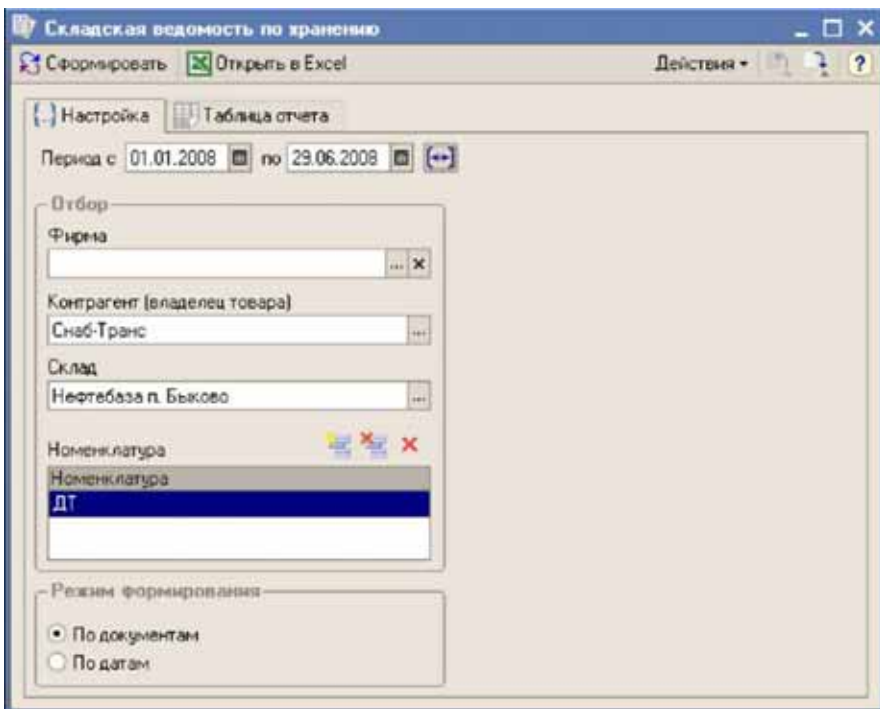 Складская ведомость по хранению
Сформировать Открыть в Excel Действия ?
Настройка Таблица отчета
Период с 01.01.2008 по 29.06.2008
Отбор
Фирма
... ×
Контрагент (владелец товара)
Снаб-Транс ...
Склад
Нефтебаза п. Быково ...
Номенклатура
Номенклатура
ДТ
Режим формирования
По документам
По датам